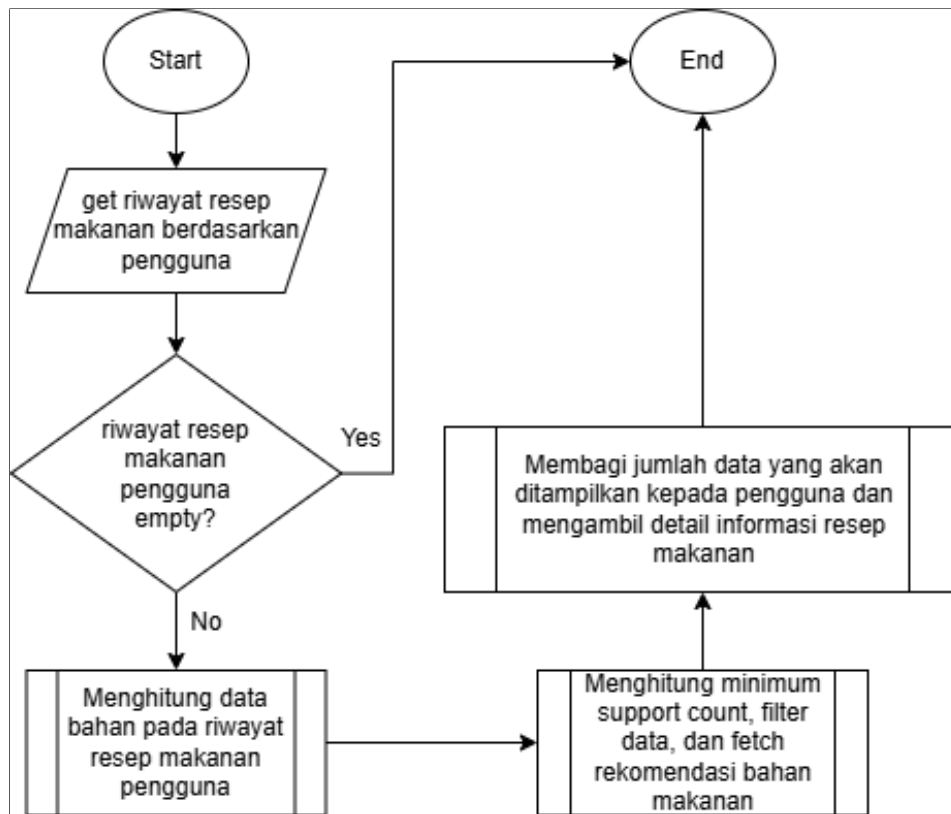 Start
get riwayat resep
makanan berdasarkan
pengguna
riwayat resep
makanan
pengguna
empty?
Yes
No
Menghitung data
bahan pada riwayat
resep makanan
pengguna
Menghitung minimum
support count, filter
data, dan fetch
rekomendasi bahan
makanan
Membagi jumlah data yang akan
ditampilkan kepada pengguna dan
mengambil detail informasi resep
makanan
End